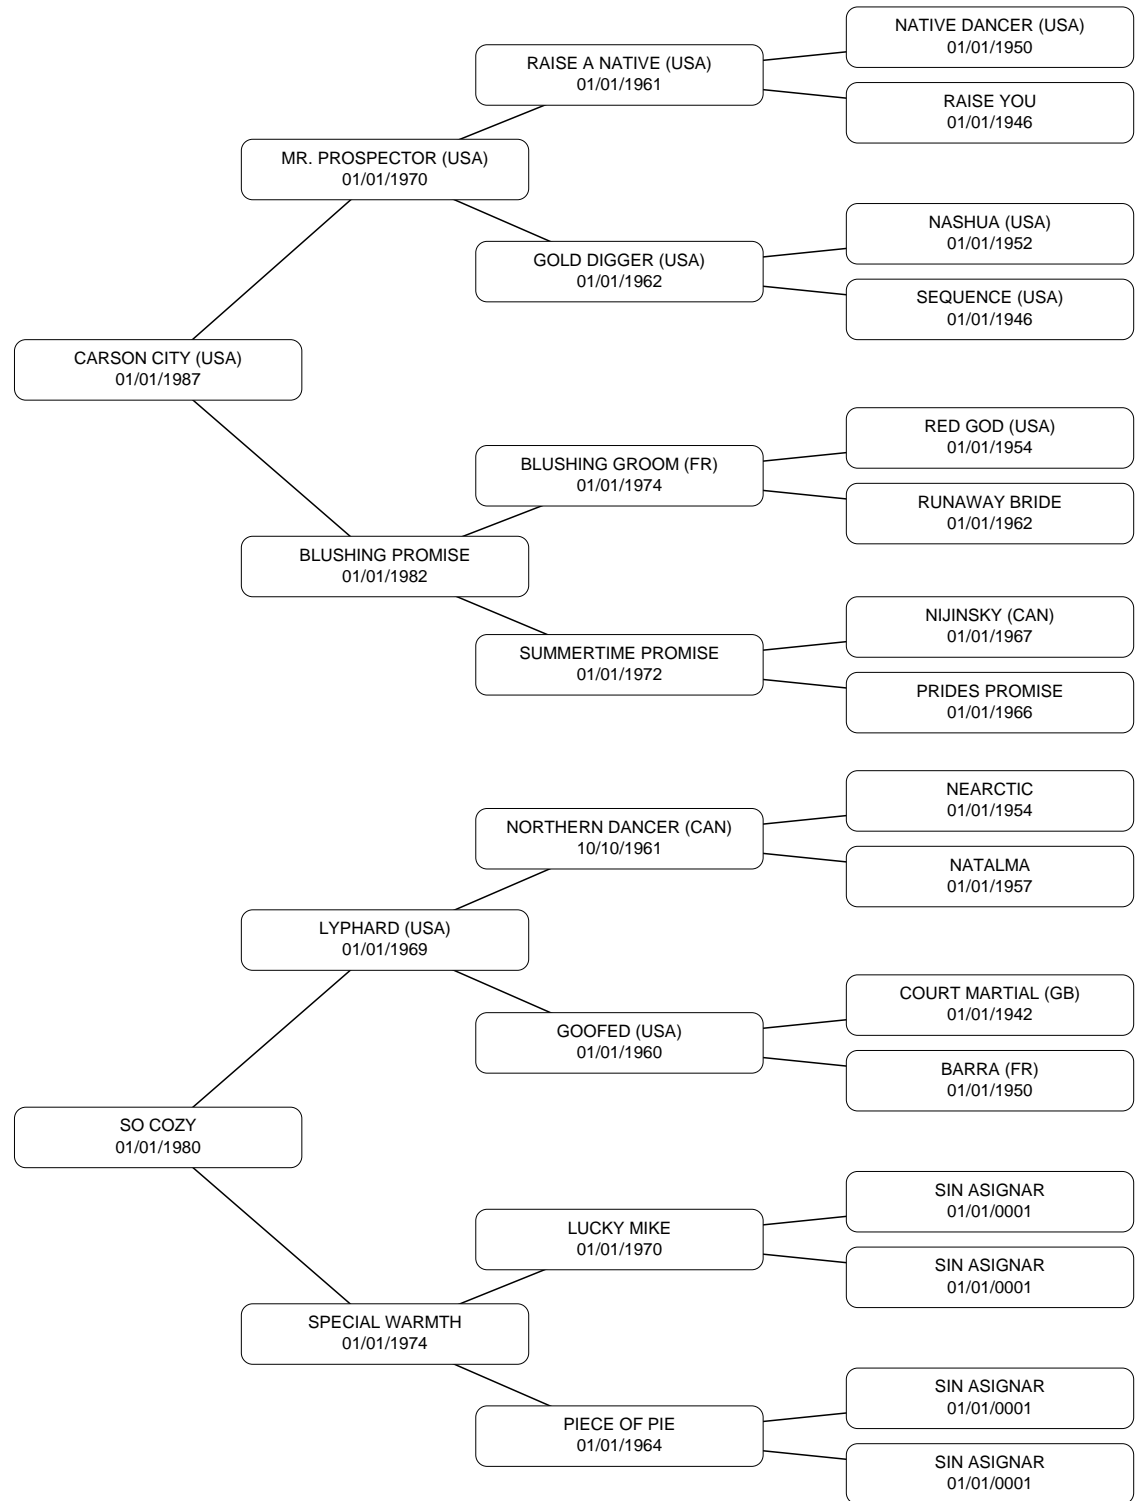 NATIVE DANCER (USA)
01/01/1950
RAISE A NATIVE (USA)
01/01/1961
RAISE YOU
01/01/1946
MR. PROSPECTOR (USA)
01/01/1970
NASHUA (USA)
01/01/1952
GOLD DIGGER (USA)
01/01/1962
SEQUENCE (USA)
01/01/1946
CARSON CITY (USA)
01/01/1987
RED GOD (USA)
01/01/1954
BLUSHING GROOM (FR)
01/01/1974
RUNAWAY BRIDE
01/01/1962
BLUSHING PROMISE
01/01/1982
NIJINSKY (CAN)
01/01/1967
SUMMERTIME PROMISE
01/01/1972
PRIDES PROMISE
01/01/1966
NEARCTIC
01/01/1954
NORTHERN DANCER (CAN)
10/10/1961
NATALMA
01/01/1957
LYPHARD (USA)
01/01/1969
COURT MARTIAL (GB)
01/01/1942
GOOFED (USA)
01/01/1960
BARRA (FR)
01/01/1950
SO COZY
01/01/1980
SIN ASIGNAR
01/01/0001
LUCKY MIKE
01/01/1970
SIN ASIGNAR
01/01/0001
SPECIAL WARMTH
01/01/1974
SIN ASIGNAR
01/01/0001
PIECE OF PIE
01/01/1964
SIN ASIGNAR
01/01/0001